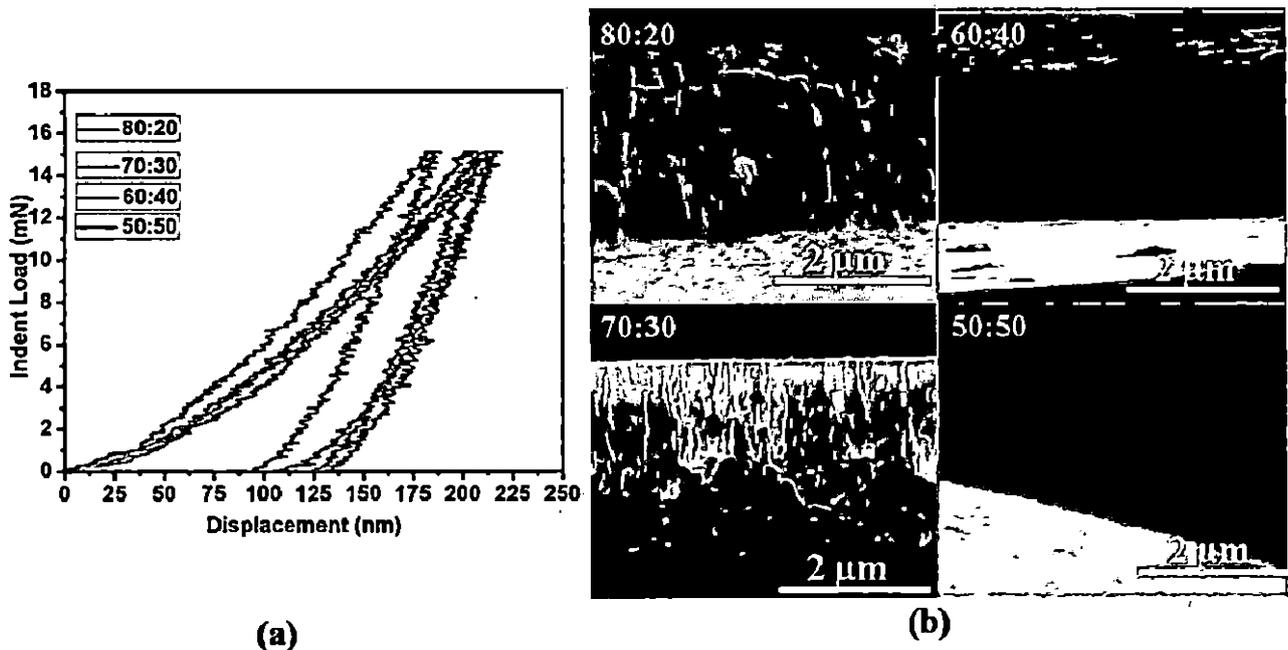 18
16
14
12
10
8
6
4
2
0
Indent Load (mN)
80:20
70:30
60:40
50:50
0 25 50 75 100 125 150 175 200 225 250
Displacement (nm)
(a)
80:20
2 μm
60:40
2 μm
70:30
2 μm
50:50
2 μm
(b)